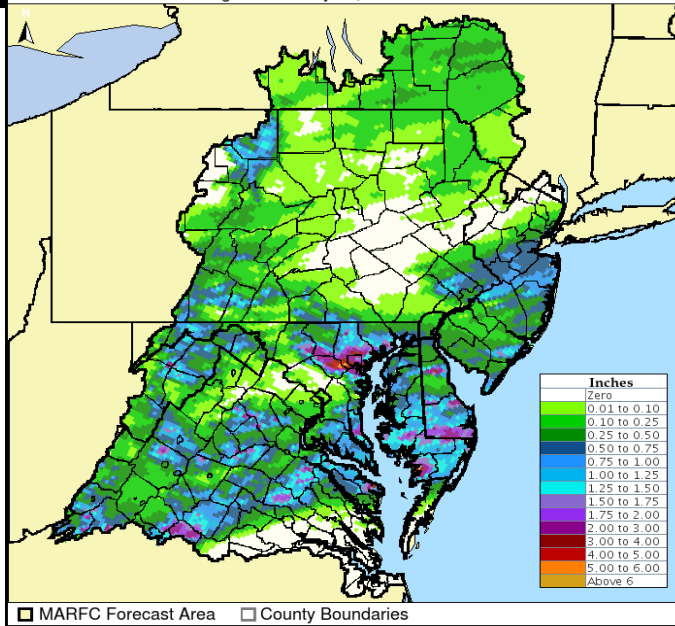 N
Inches
Zero
0.01 to 0.10
0.10 to 0.25
0.25 to 0.50
0.50 to 0.75
0.75 to 1.00
1.00 to 1.25
1.25 to 1.50
1.50 to 1.75
1.75 to 2.00
2.00 to 3.00
3.00 to 4.00
4.00 to 5.00
5.00 to 6.00
Above 6
MARFC Forecast Area County Boundaries